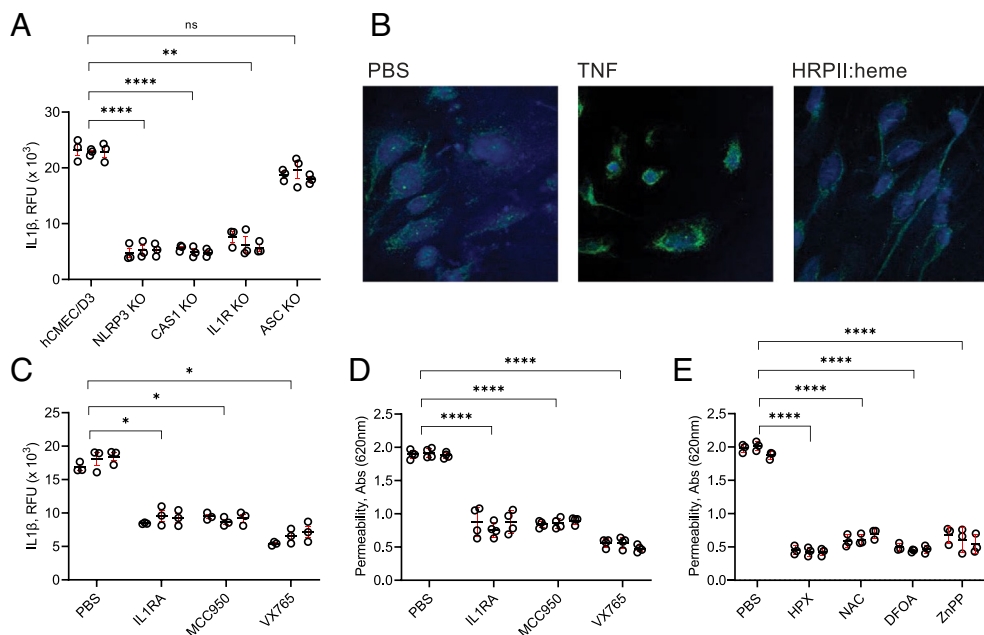 A
ns
**
****
****
IL1β, RFU (x 10³)
30
20
10
0
hCMEC/D3
NLRP3 KO
CAS1 KO
IL1R KO
ASC KO
B
PBS
TNF
HRPII:heme
C
*
*
*
IL1β, RFU (x 10³)
25
20
15
10
5
0
PBS
IL1RA
MCC950
VX765
D
****
****
****
Permeability, Abs (620nm)
2.5
2.0
1.5
1.0
0.5
0.0
PBS
IL1RA
MCC950
VX765
E
****
****
****
****
Permeability, Abs (620nm)
2.5
2.0
1.5
1.0
0.5
0.0
PBS
HPX
NAC
DFOA
ZnPP